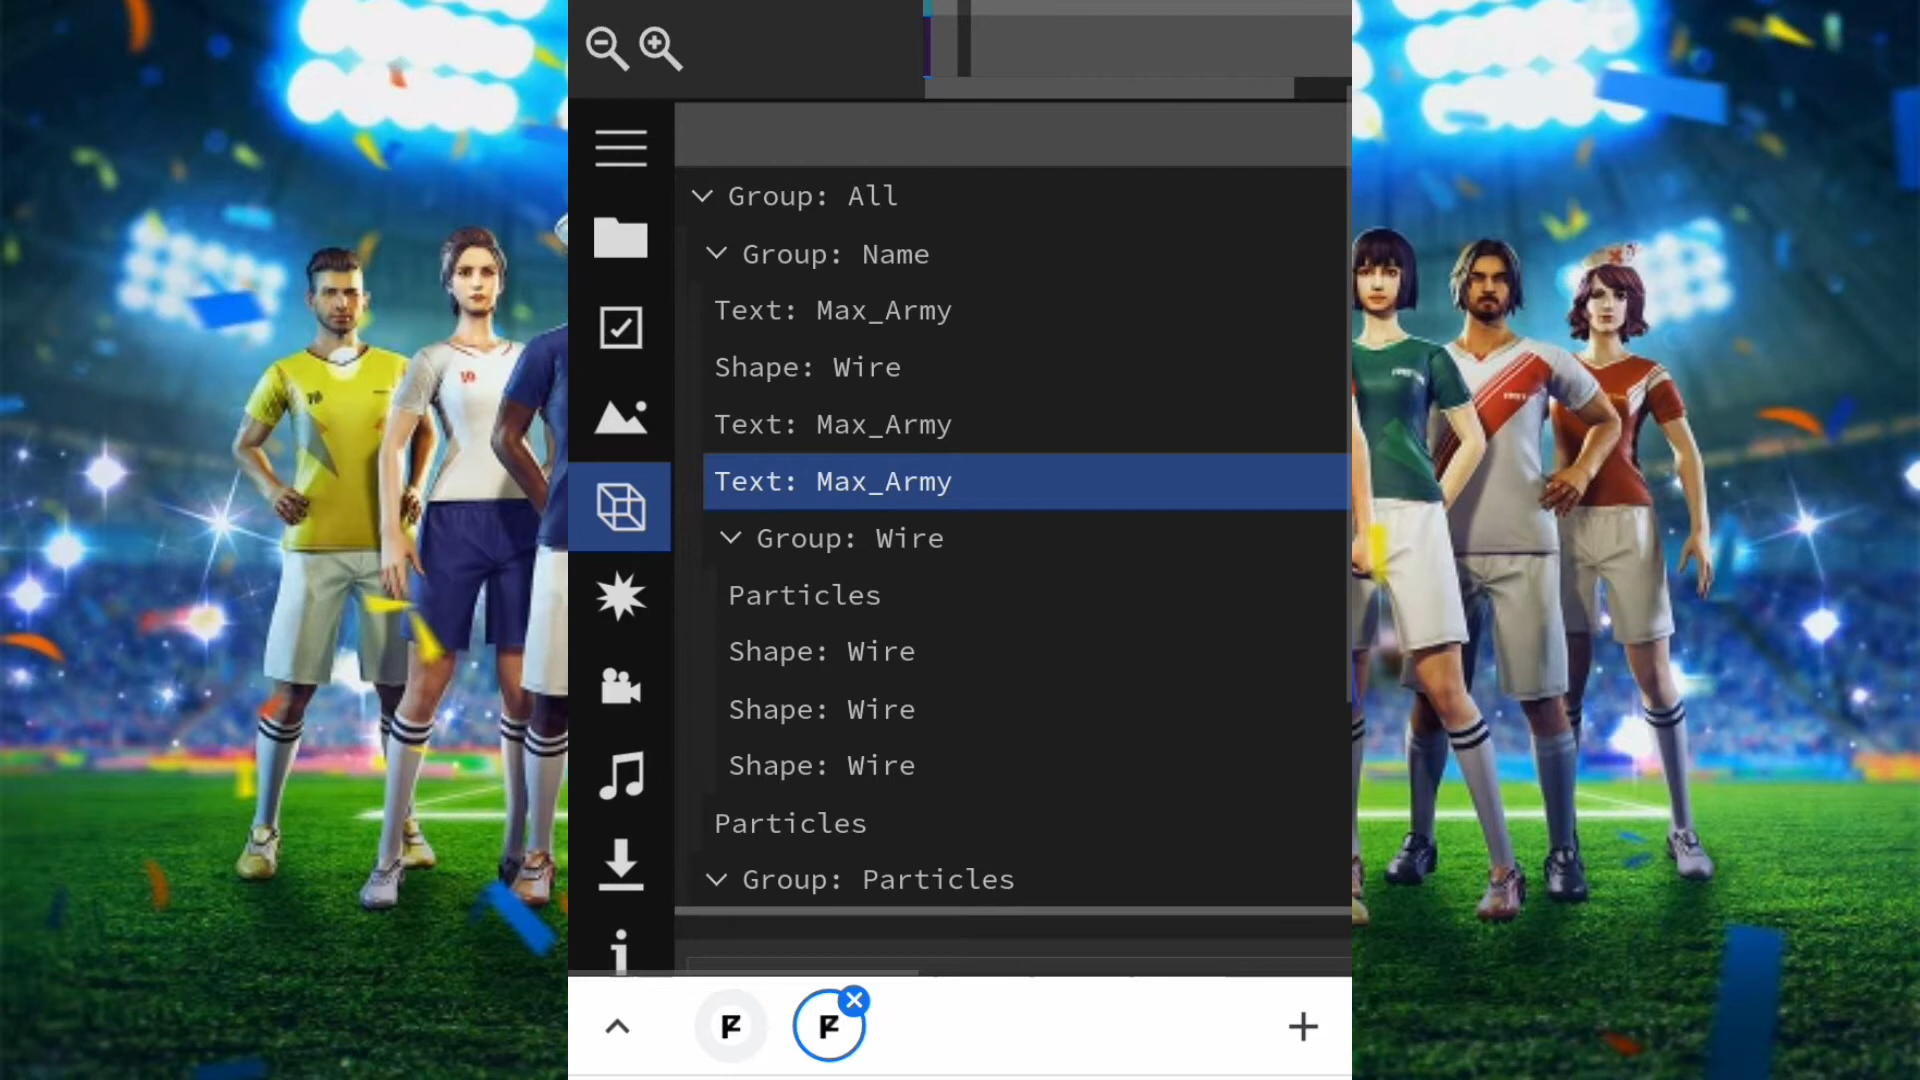 Group: All
Group: Name
Text: Max_Army
Shape: Wire
Text: Max_Army
Text: Max_Army
Group: Wire
Particles
Shape: Wire
Shape: Wire
Shape: Wire
Particles
Group: Particles
10